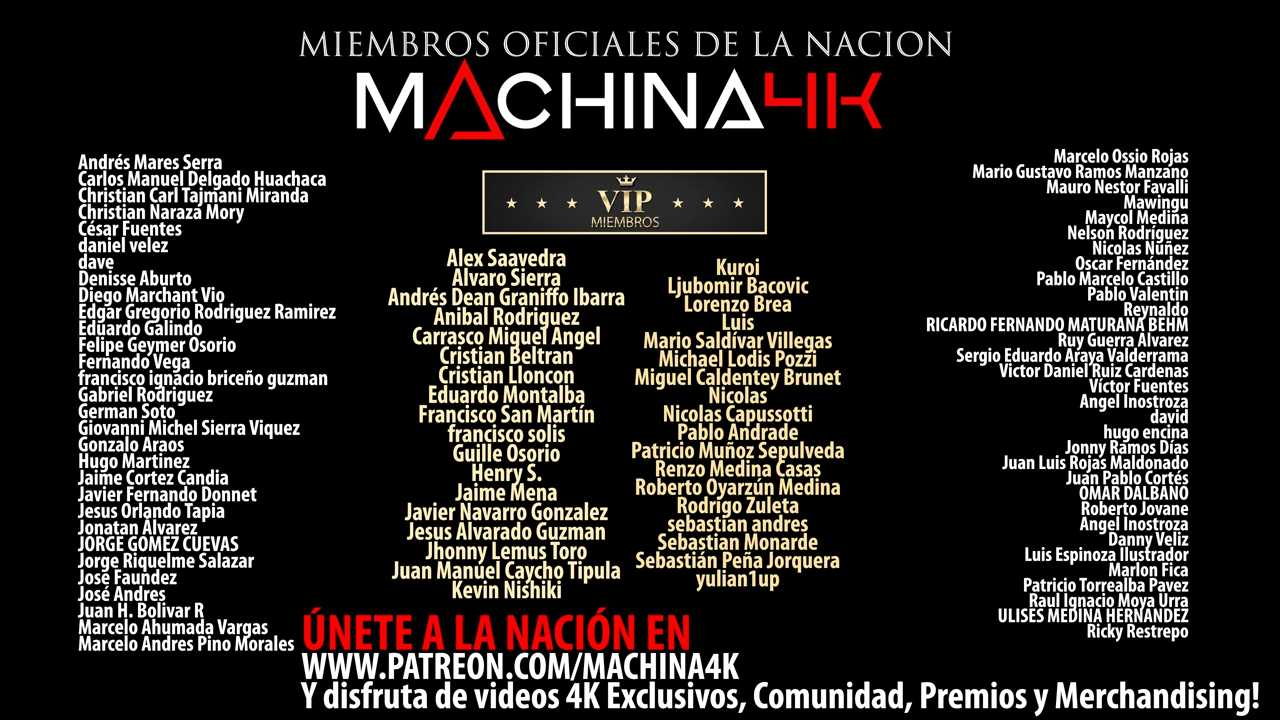 MIEMBROS OFICIALES DE LA NACION
MACHINA4K
Andrés Mares Serra
Carlos Manuel Delgado Huachaca
Christian Carl Tajmani Miranda
Christian Naraza Mory
César Fuentes
daniel velez
dave
Denisse Aburto
Diego Marchant Vio
Edgar Gregorio Rodriguez Ramirez
Eduardo Galindo
Felipe Geymer Osorio
Fernando Vega
francisco ignacio briceño guzman
Gabriel Rodriguez
German Soto
Giovanni Michel Sierra Viquez
Gonzalo Araos
Hugo Martinez
Jaime Cortez Candia
Javier Fernando Donnet
Jesus Orlando Tapia
Jonatan Álvarez
JORGE GOMEZ CUEVAS
Jorge Riquelme Salazar
José Faundez
José Andres
Juan H. Bolivar R
Marcelo Ahumada Vargas
Marcelo Andres Pino Morales
VIP
MIEMBROS
Alex Saavedra
Alvaro Sierra
Andrés Dean Graniffo Ibarra
Anibal Rodriguez
Carrasco Miguel Angel
Cristian Beltran
Cristian Lloncon
Eduardo Montalba
Francisco San Martín
francisco solis
Guille Osorio
Henry S.
Jaime Mena
Javier Navarro Gonzalez
Jesus Alvarado Guzman
Jhonny Lemus Toro
Juan Manuel Caycho Tipula
Kevin Nishiki
Kuroi
Ljubomir Bacovic
Lorenzo Brea
Luis
Mario Saldívar Villegas
Michael Lodis Pozzi
Miguel Caldentey Brunet
Nicolas
Nicolas Capussotti
Pablo Andrade
Patricio Muñoz Sepulveda
Renzo Medina Casas
Roberto Oyarzún Medina
Rodrigo Zuleta
sebastian andres
Sebastian Monarde
Sebastián Peña Jorquera
yulian1up
Marcelo Ossio Rojas
Mario Gustavo Ramos Manzano
Mauro Nestor Favalli
Mawingu
Maycol Medina
Nelson Rodríguez
Nicolas Nuñez
Oscar Fernández
Pablo Marcelo Castillo
Pablo Valentin
Reynaldo
RICARDO FERNANDO MATURANA BEHM
Ruy Guerra Alvarez
Sergio Eduardo Araya Valderrama
Victor Daniel Ruiz Cardenas
Víctor Fuentes
Angel Inostroza
david
hugo encina
Jonny Ramos Días
Juan Luis Rojas Maldonado
Juan Pablo Cortés
OMAR DALBANO
Roberto Jovane
Angel Inostroza
Danny Veliz
Luis Espinoza Ilustrador
Marlon Fica
Patricio Torrealba Pavez
Raul Ignacio Moya Urra
ULISES MEDINA HERNANDEZ
Ricky Restrepo
ÚNETE A LA NACIÓN EN
WWW.PATREON.COM/MACHINA4K
Y disfruta de videos 4K Exclusivos, Comunidad, Premios y Merchandising!